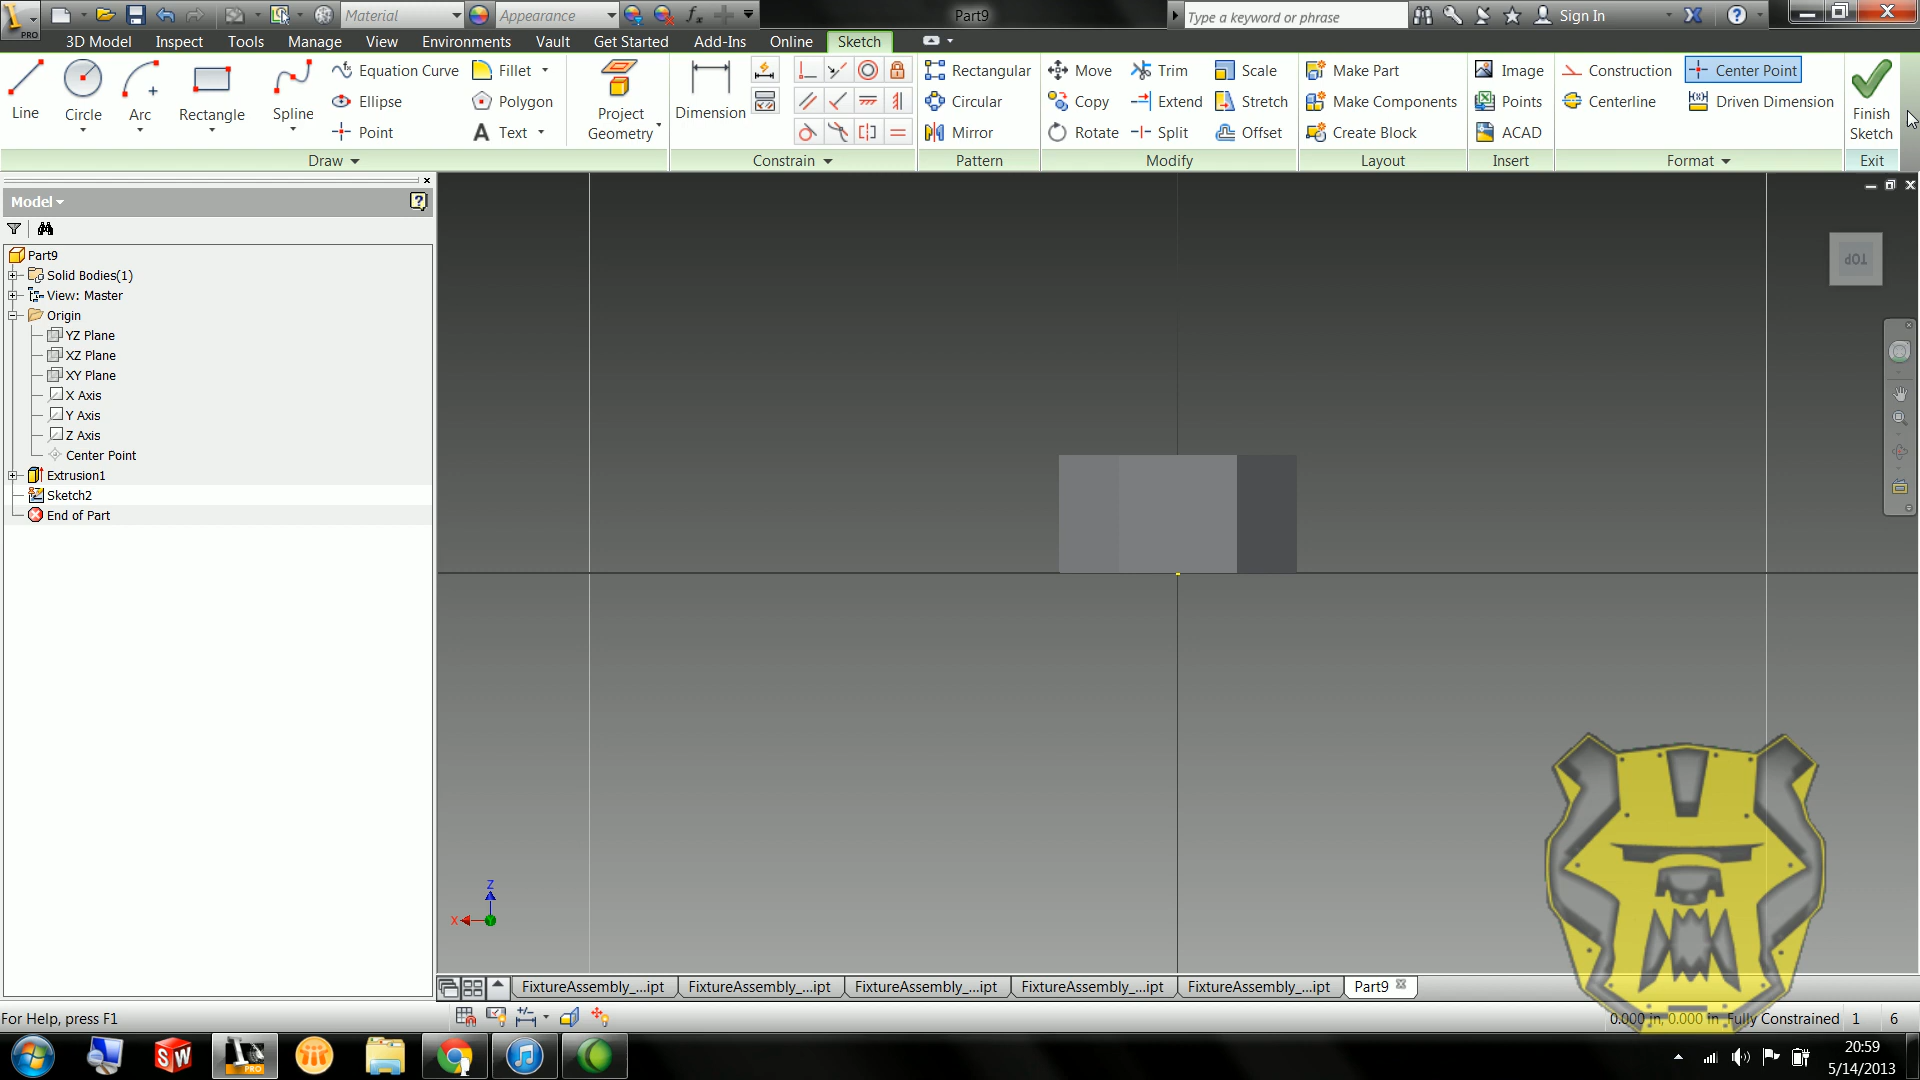 PRO Material Appearance Part9 Type a keyword or phrase Sign In
3D Model Inspect Tools Manage View Environments Vault Get Started Add-Ins Online Sketch
Line Circle Arc Rectangle Spline
Equation Curve Fillet
Ellipse Polygon
Point Text
Project
Geometry
Dimension
Rectangular Move Trim Scale Make Part Image Construction Center Point
Circular Copy Extend Stretch Make Components Points Centerline Driven Dimension
Mirror Rotate Split Offset Create Block ACAD
Finish
Sketch
Draw Constrain Pattern Modify Layout Insert Format Exit
Model
Part9
Solid Bodies(1)
View: Master
Origin
YZ Plane
XZ Plane
XY Plane
X Axis
Y Axis
Z Axis
Center Point
Extrusion1
Sketch2
End of Part
TOP
Z
X
FixtureAssembly_...ipt FixtureAssembly_...ipt FixtureAssembly_...ipt FixtureAssembly_...ipt FixtureAssembly_...ipt Part9
For Help, press F1 0.000 in, 0.000 in Fully Constrained 1 6
SW PRO
20:59
5/14/2013